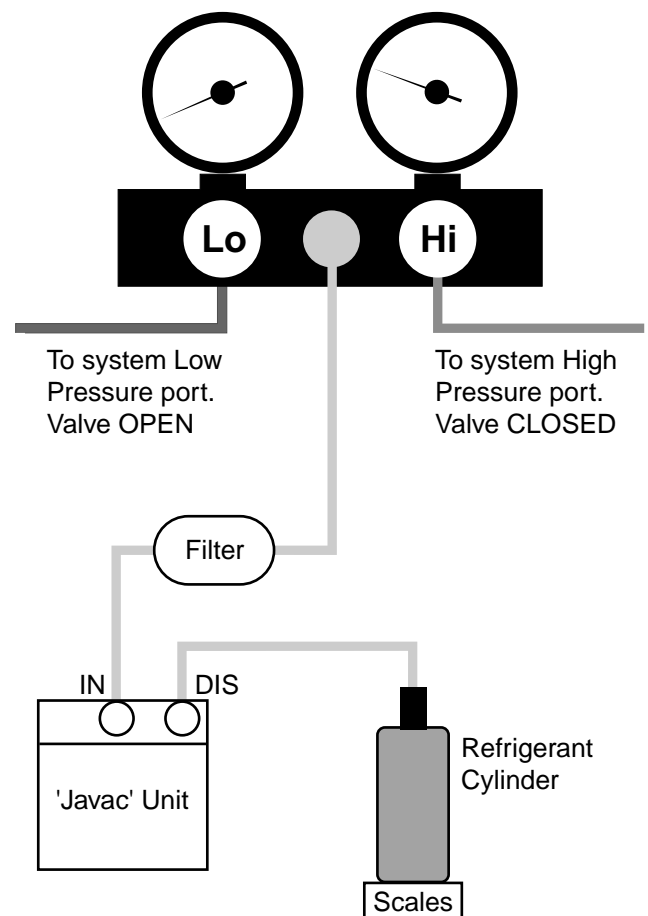 Lo
Hi
To system Low
Pressure port.
Valve OPEN
To system High
Pressure port.
Valve CLOSED
Filter
IN
DIS
'Javac' Unit
Refrigerant
Cylinder
Scales